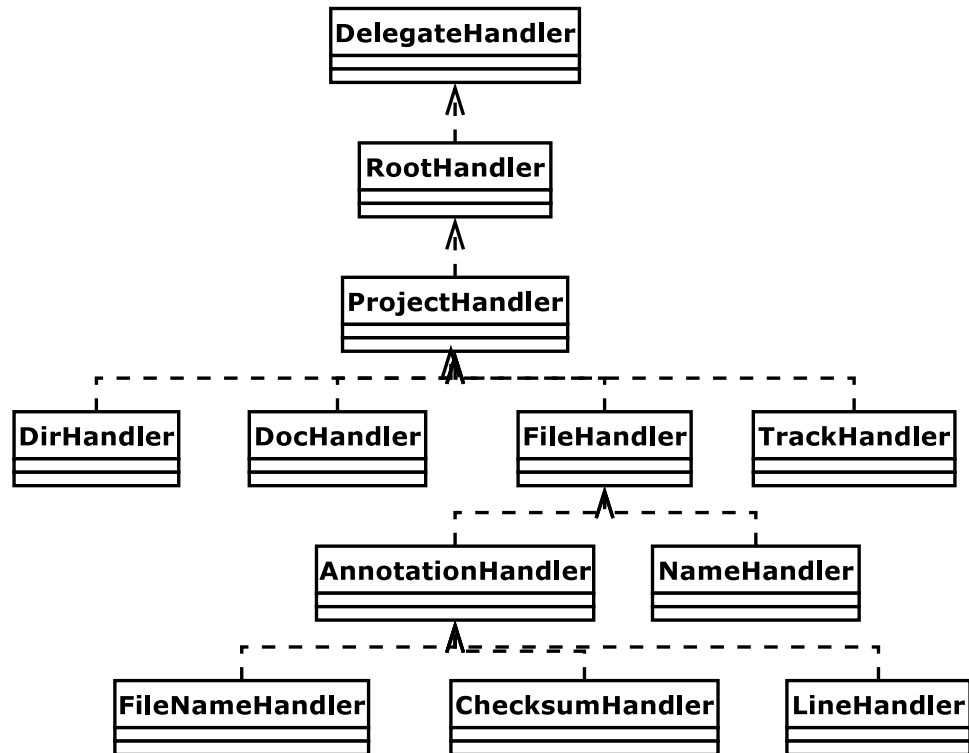 DelegateHandler
RootHandler
ProjectHandler
DirHandler
DocHandler
FileHandler
TrackHandler
AnnotationHandler
NameHandler
FileNameHandler
ChecksumHandler
LineHandler